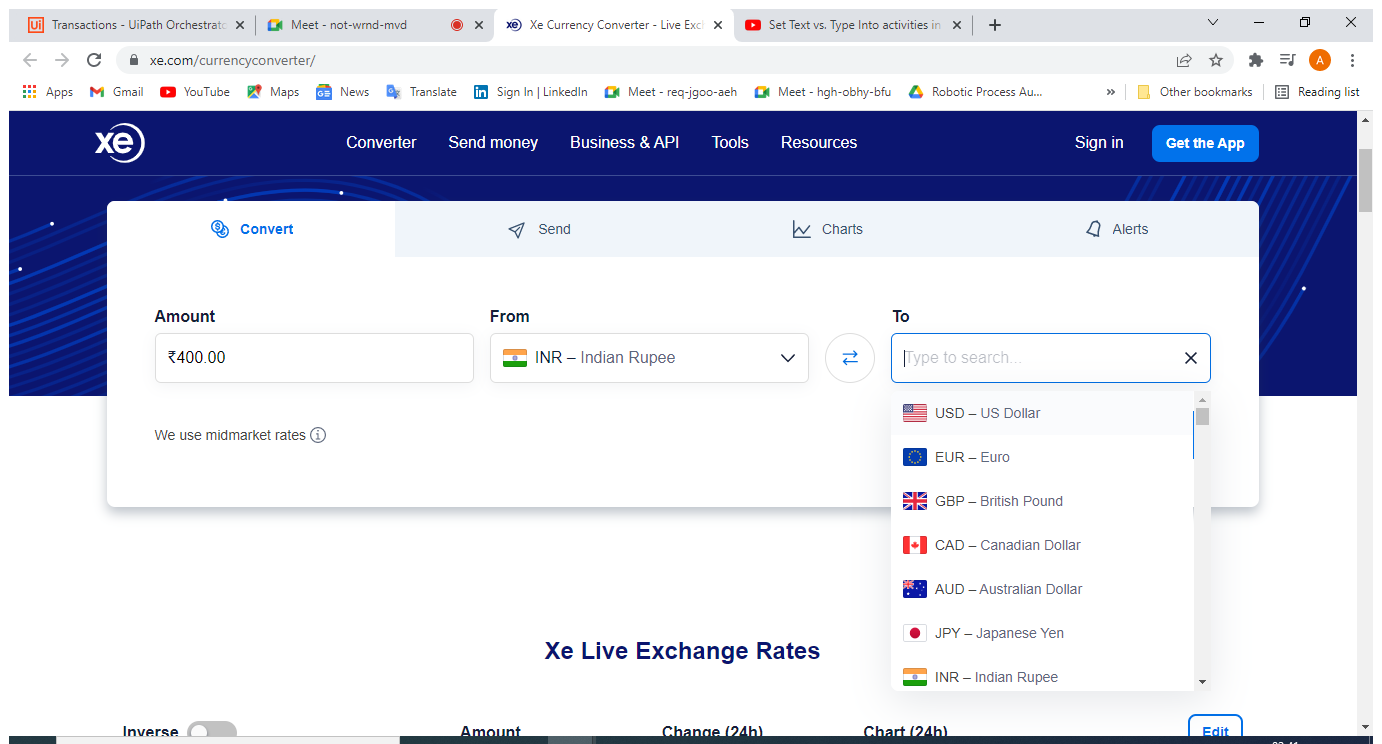 Ui Transactions - UiPath Orchestrato
Meet - not-wrnd-mvd
xe Xe Currency Converter - Live Exc
Set Text vs. Type Into activities in
xe.com/currencyconverter/
A
Apps
Gmail
YouTube
Maps
News
Translate
Sign In | LinkedIn
Meet - req-jgoo-aeh
Meet - hgh-obhy-bfu
Robotic Process Au...
»
Other bookmarks
Reading list
xe
Converter
Send money
Business & API
Tools
Resources
Sign in
Get the App
Convert
Send
Charts
Alerts
Amount
From
To
₹400.00
INR – Indian Rupee
Type to search...
We use midmarket rates
USD – US Dollar
EUR – Euro
GBP – British Pound
CAD – Canadian Dollar
AUD – Australian Dollar
JPY – Japanese Yen
INR – Indian Rupee
Xe Live Exchange Rates
Inverse
Amount
Change (24h)
Chart (24h)
Edit